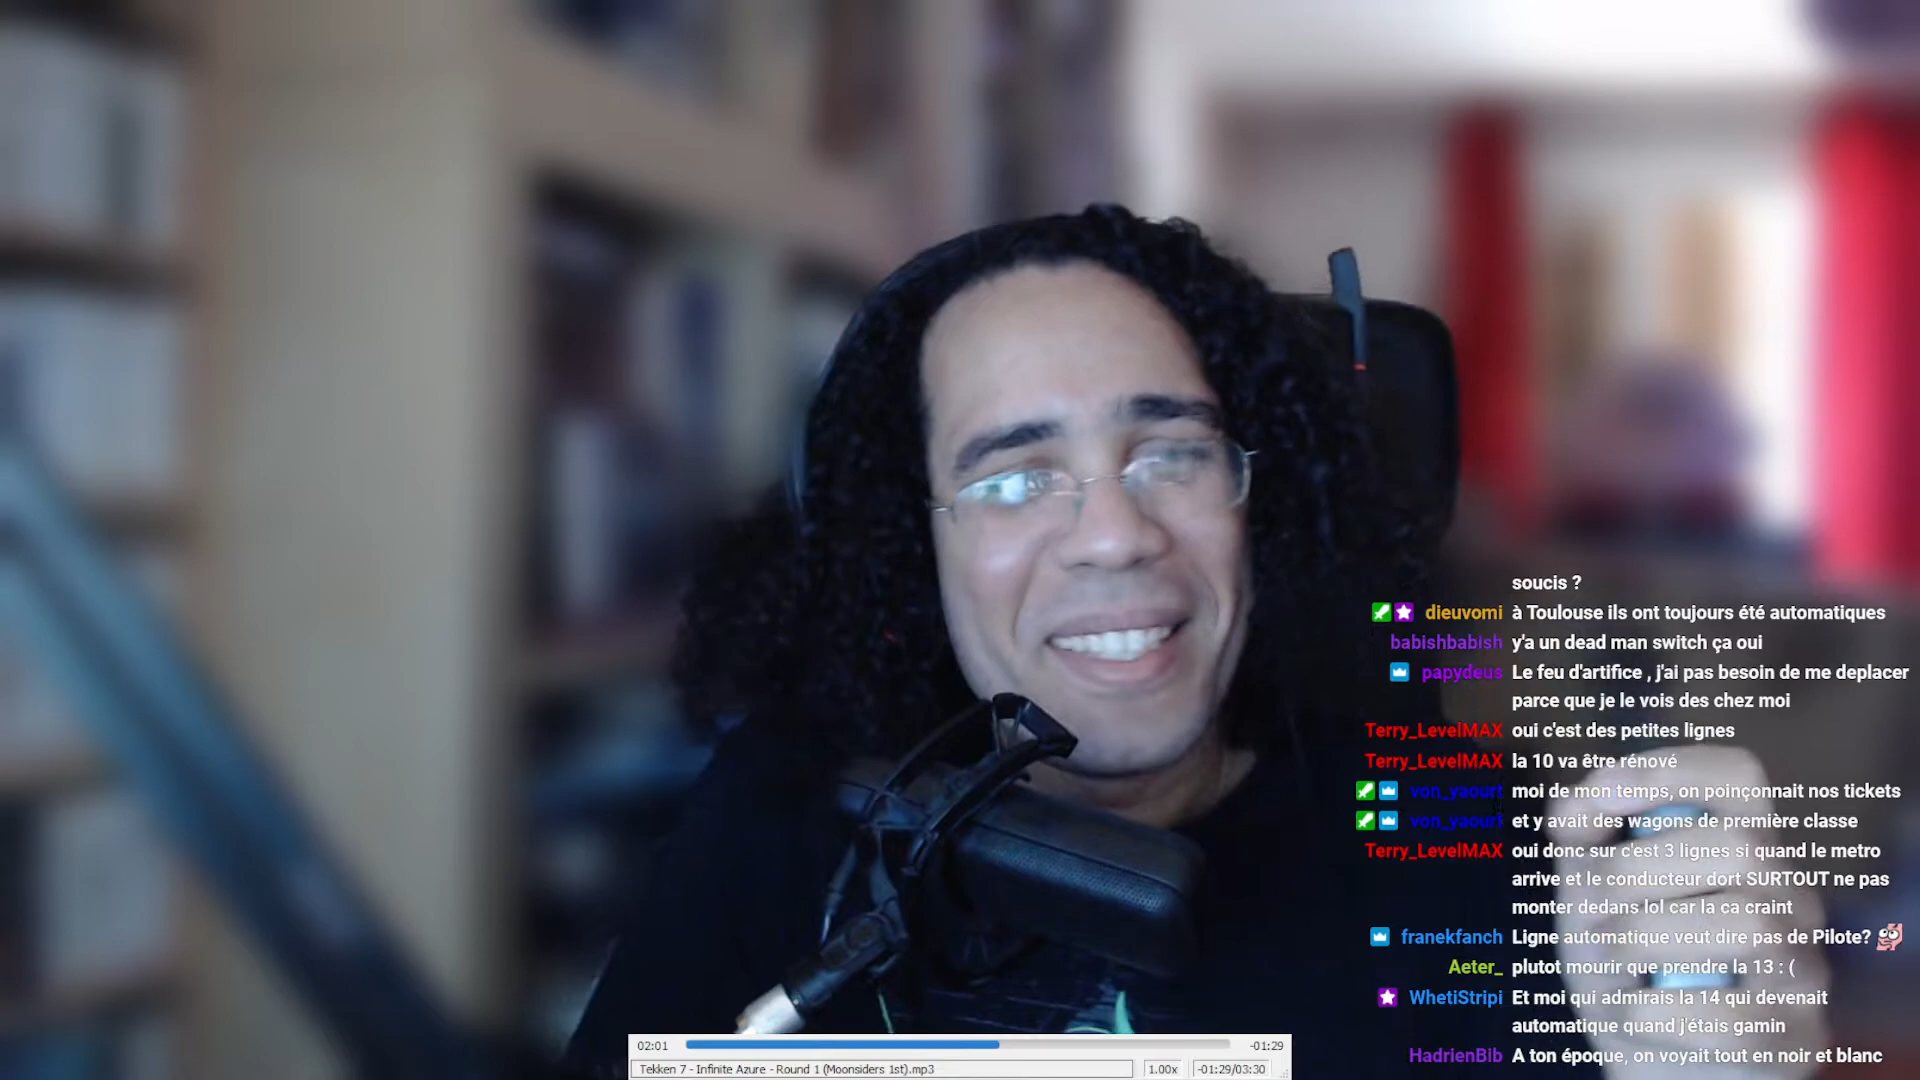 soucis ?
dieuvomi à Toulouse ils ont toujours été automatiques
babishbabish y'a un dead man switch ça oui
papydeus Le feu d'artifice , j'ai pas besoin de me deplacer
parce que je le vois des chez moi
Terry_LevelMAX oui c'est des petites lignes
Terry_LevelMAX la 10 va être rénové
von_yaourt moi de mon temps, on poinçonnait nos tickets
von_yaourt et y avait des wagons de première classe
Terry_LevelMAX oui donc sur c'est 3 lignes si quand le metro
arrive et le conducteur dort SURTOUT ne pas
monter dedans lol car la ca craint
franekfanch Ligne automatique veut dire pas de Pilote?
Aeter_ plutot mourir que prendre la 13 : (
WhetiStripi Et moi qui admirais la 14 qui devenait
automatique quand j'étais gamin
HadrienBib A ton époque, on voyait tout en noir et blanc
02:01 -01:29
Tekken 7 - Infinite Azure - Round 1 (Moonsiders 1st).mp3 1.00x -01:29/03:30